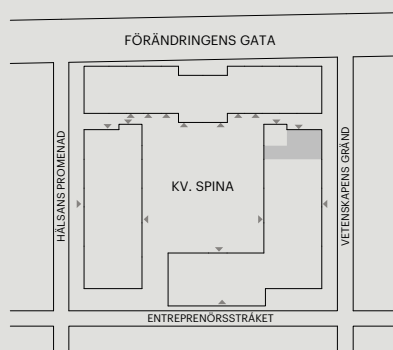 FÖRÄNDRINGENS GATA
HÄLSANS PROMENAD
KV. SPINA
VETENSKAPENS GRÄND
ENTREPRENÖRSSTRÅKET